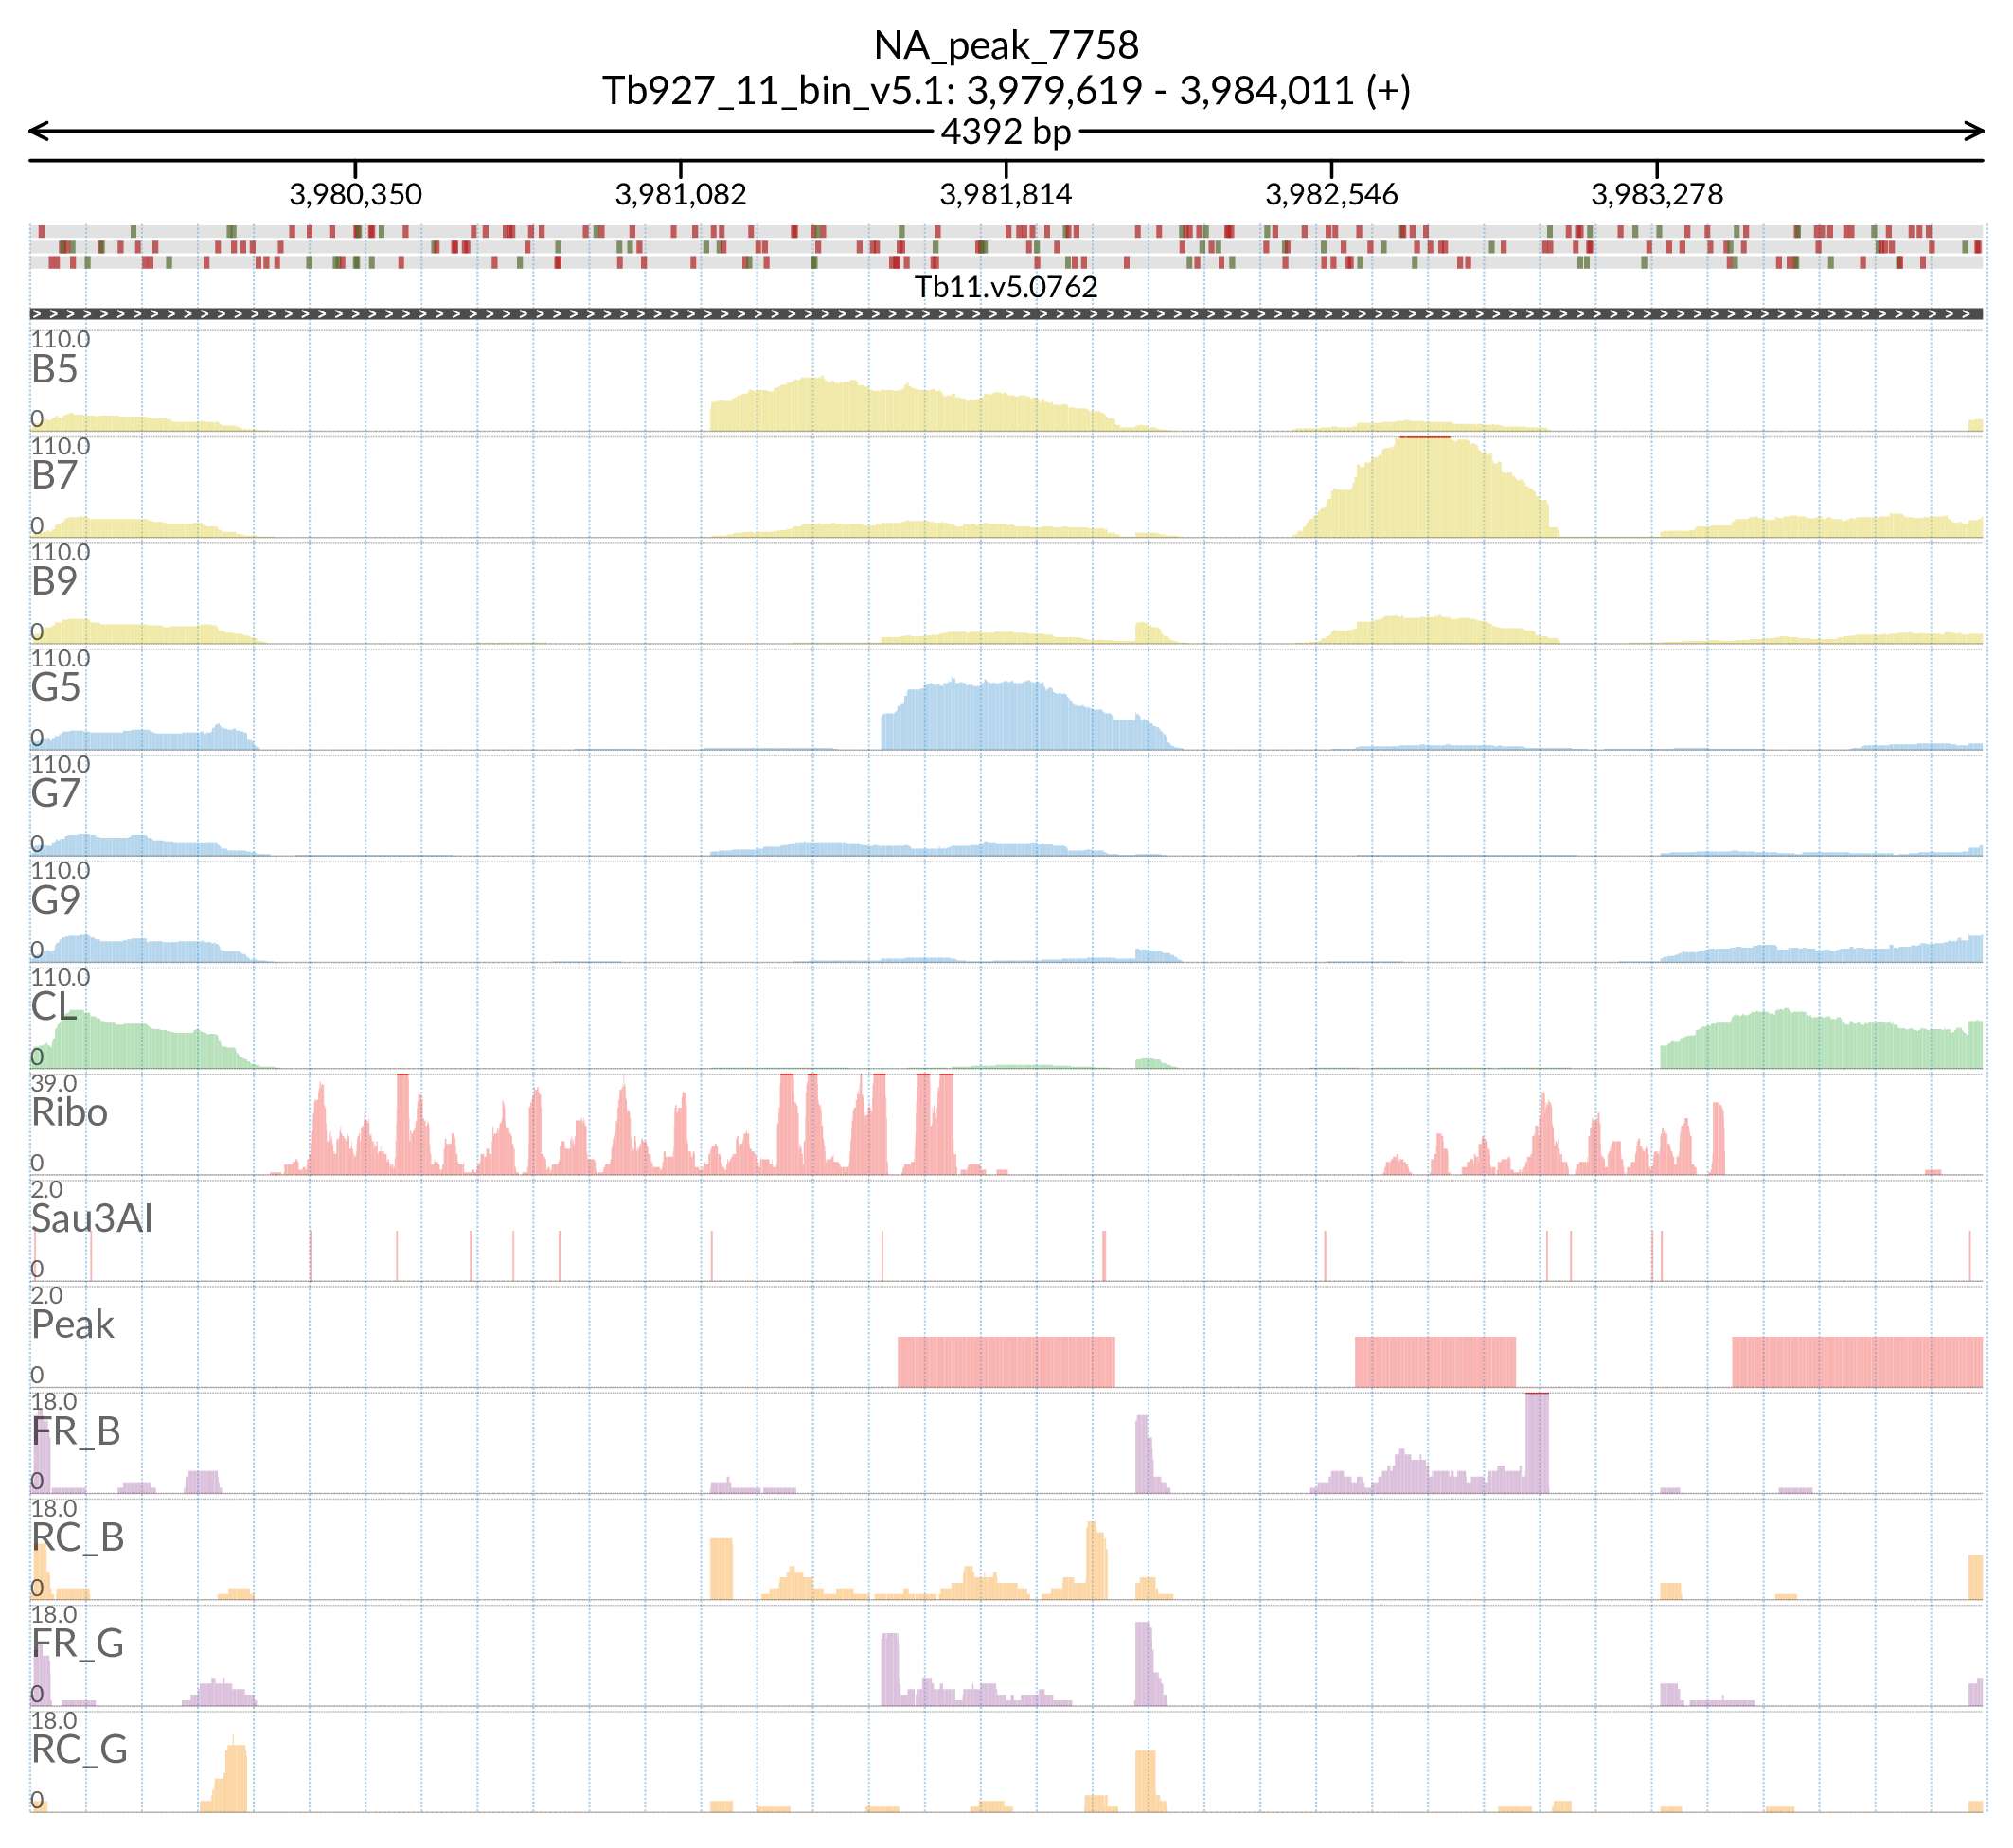 NA_peak_7758
Tb927_11_bin_v5.1: 3,979,619 - 3,984,011 (+)
4392 bp
3,980,350 3,981,082 3,981,814 3,982,546 3,983,278
Tb11.v5.0762
110.0
B5
0
110.0
B7
0
110.0
B9
0
110.0
G5
0
110.0
G7
0
110.0
G9
0
110.0
CL
0
39.0
Ribo
0
2.0
Sau3AI
0
2.0
Peak
0
18.0
FR_B
0
18.0
RC_B
0
18.0
FR_G
0
18.0
RC_G
0